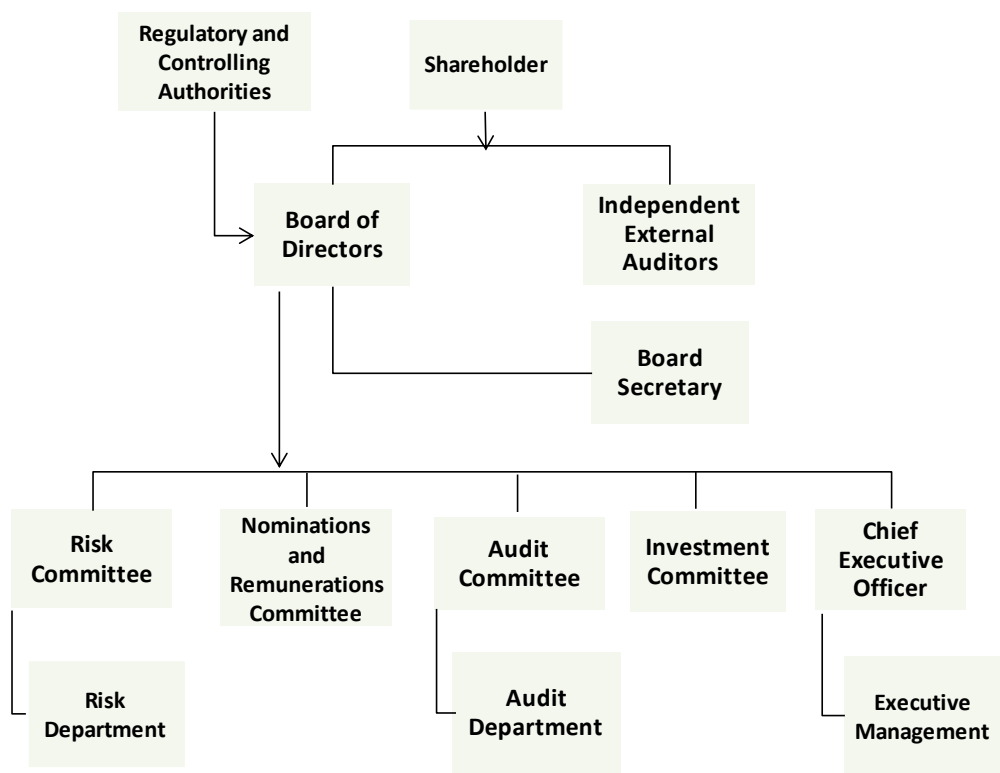 Regulatory and
Controlling
Authorities
Shareholder
Board of
Directors
Independent
External
Auditors
Board
Secretary
Risk
Committee
Nominations
and
Remunerations
Committee
Audit
Committee
Investment
Committee
Chief
Executive
Officer
Risk
Department
Audit
Department
Executive
Management